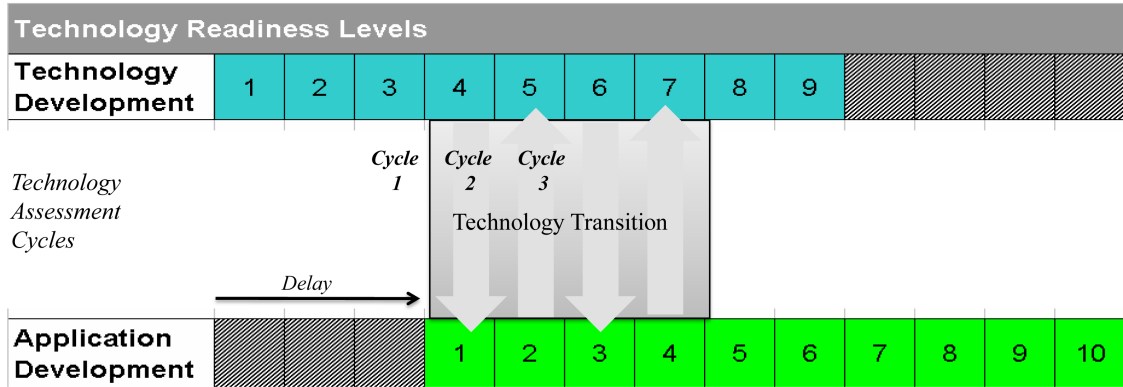 Technology Readiness Levels
Technology
Development
1 2 3 4 5 6 7 8 9
Cycle
1
Cycle
2
Cycle
3
Technology
Assessment
Cycles
Technology Transition
Delay
Application
Development
1 2 3 4 5 6 7 8 9 10